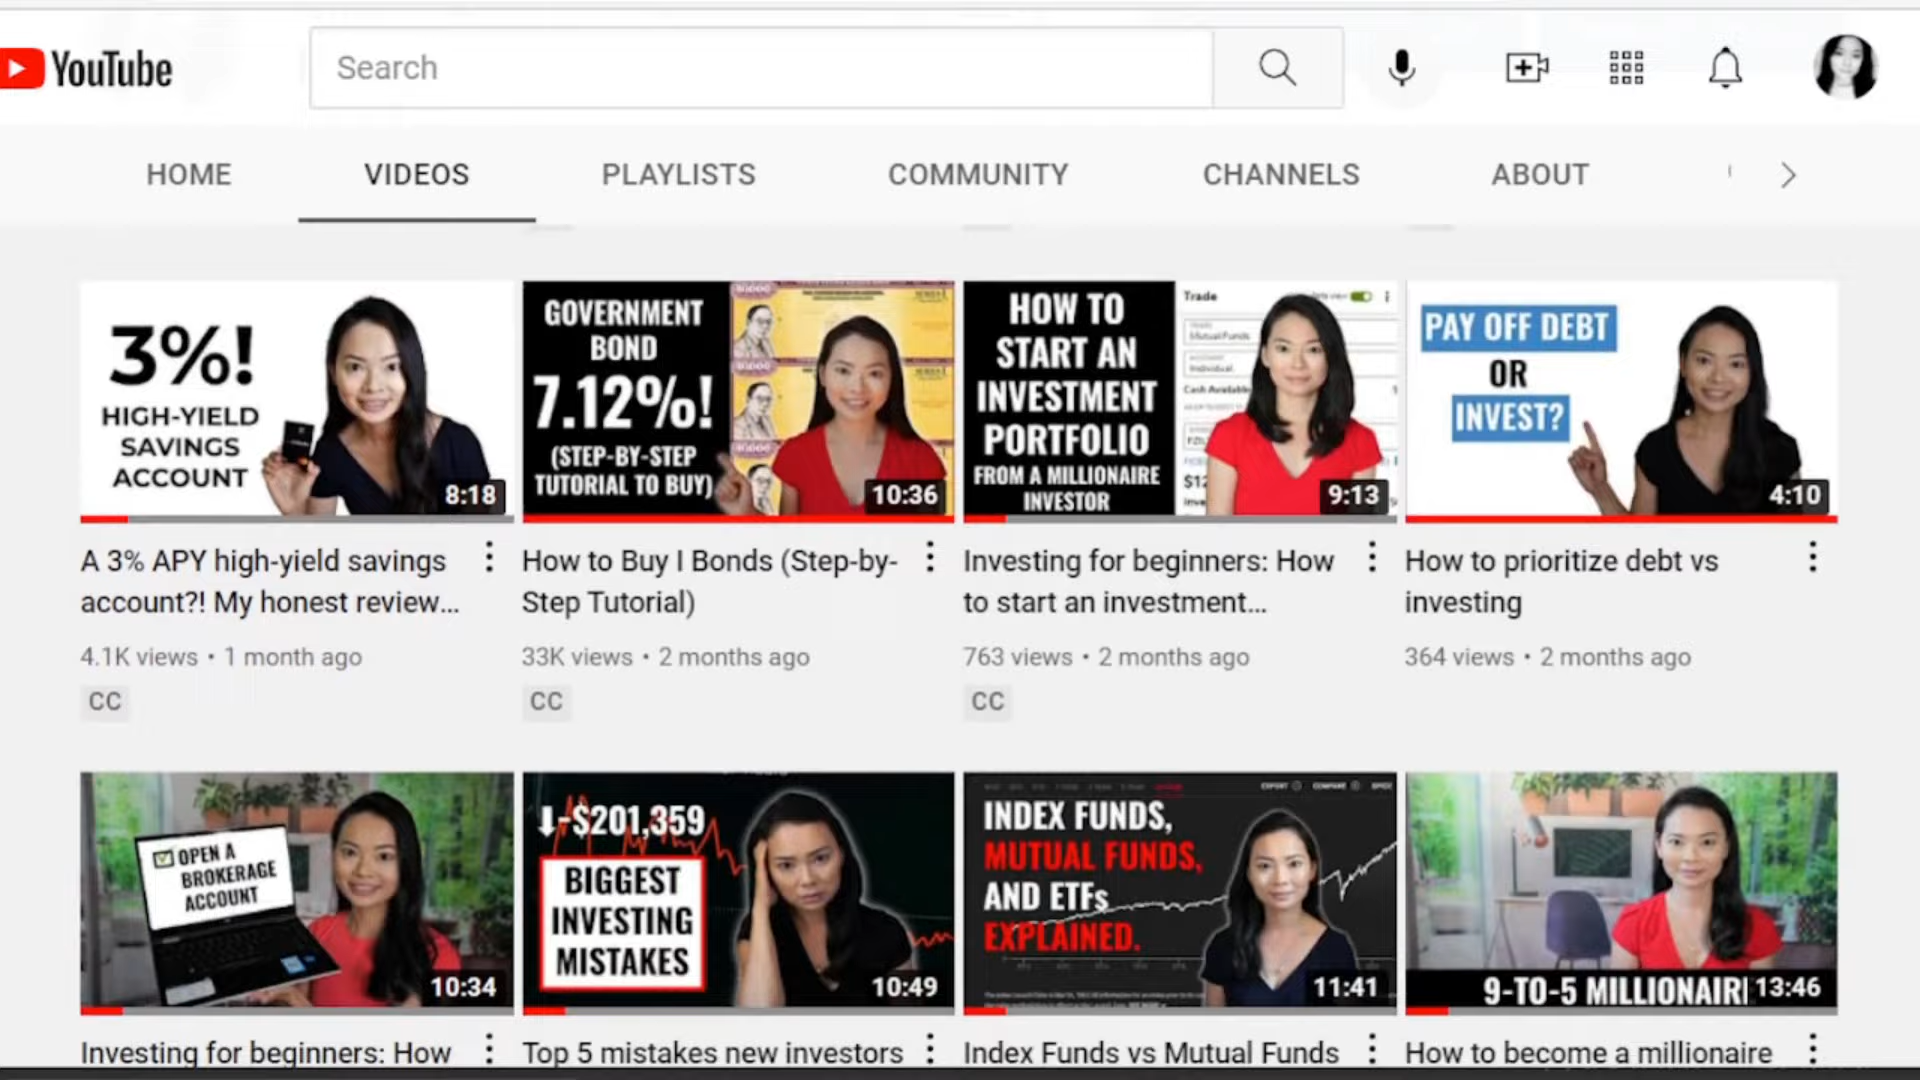 YouTube
Search
HOME
VIDEOS
PLAYLISTS
COMMUNITY
CHANNELS
ABOUT
3%!
HIGH-YIELD
SAVINGS
ACCOUNT
8:18
GOVERNMENT
BOND
7.12%!
(STEP-BY-STEP
TUTORIAL TO BUY)
10:36
HOW TO
START AN
INVESTMENT
PORTFOLIO
FROM A MILLIONAIRE
INVESTOR
Trade
Mutual Funds
Individual
9:13
PAY OFF DEBT
OR
INVEST?
4:10
A 3% APY high-yield savings
account?! My honest review...
4.1K views • 1 month ago
CC
How to Buy I Bonds (Step-by-
Step Tutorial)
33K views • 2 months ago
CC
Investing for beginners: How
to start an investment...
763 views • 2 months ago
CC
How to prioritize debt vs
investing
364 views • 2 months ago
OPEN A
BROKERAGE
ACCOUNT
10:34
-$201,359
BIGGEST
INVESTING
MISTAKES
10:49
EXPORT
COMPARE
INDEX FUNDS,
MUTUAL FUNDS,
AND ETFs
EXPLAINED.
11:41
9-TO-5 MILLIONAIR
13:46
Investing for beginners: How
Top 5 mistakes new investors
Index Funds vs Mutual Funds
How to become a millionaire